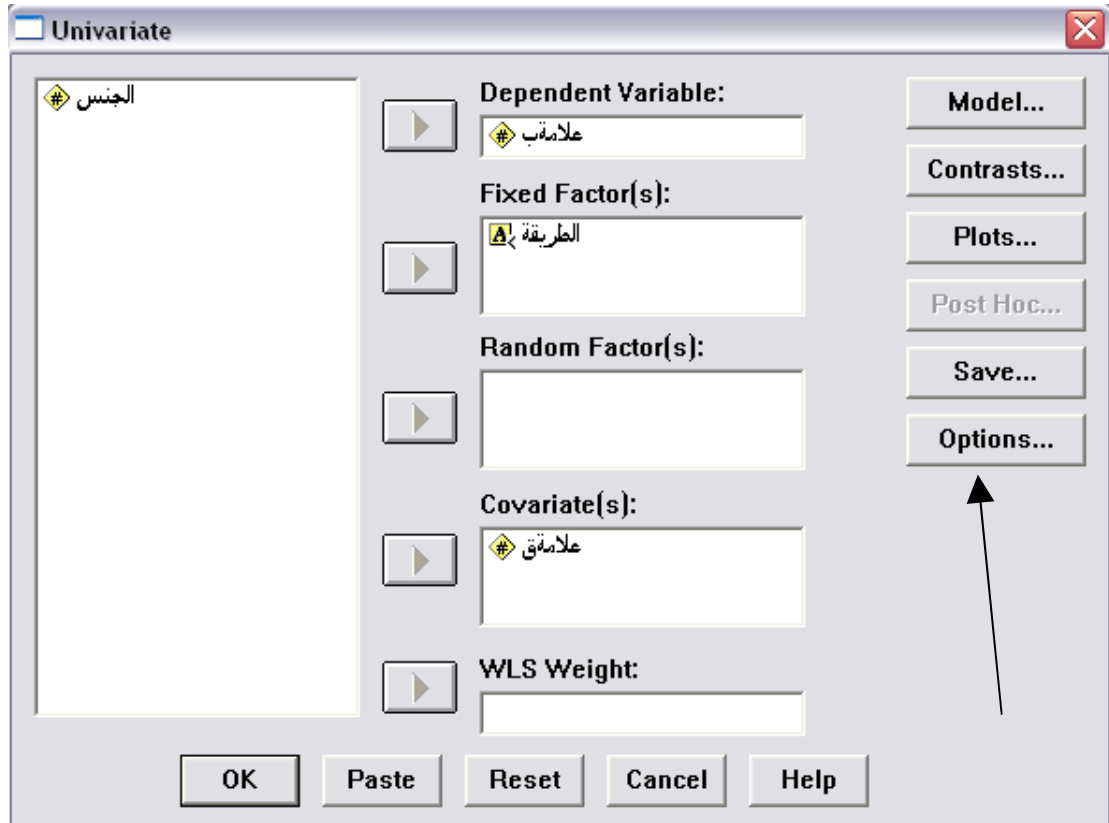 Univariate
الجنس
Dependent Variable:
علامةب
Fixed Factor(s):
الطريقة
Random Factor(s):
Covariate(s):
علامةق
WLS Weight:
Model...
Contrasts...
Plots...
Post Hoc...
Save...
Options...
OK
Paste
Reset
Cancel
Help